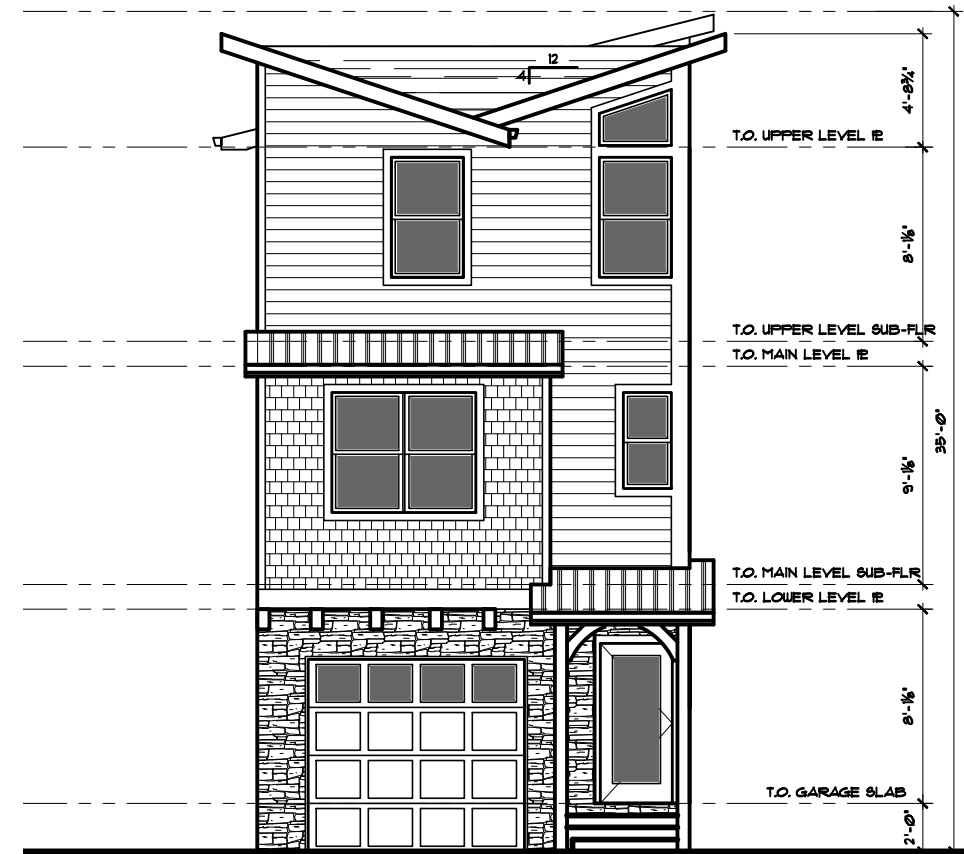 12
4
4'-8¾"
T.O. UPPER LEVEL PL
8'-1⅛"
T.O. UPPER LEVEL SUB-FLR
T.O. MAIN LEVEL PL
35'-0"
9'-1⅛"
T.O. MAIN LEVEL SUB-FLR
T.O. LOWER LEVEL PL
8'-1⅛"
T.O. GARAGE SLAB
2'-0"